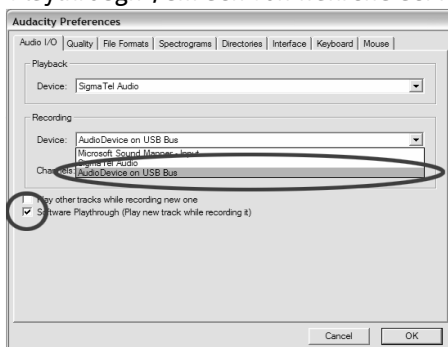 Audacity Preferences
Audio I/O Quality File Formats Spectrograms Directories Interface Keyboard Mouse
Playback
Device: SigmaTel Audio
Recording
Device: AudioDevice on USB Bus
Microsoft Sound Mapper - Input
SigmaTel Audio
Channels: AudioDevice on USB Bus
Play other tracks while recording new one
Software Playthrough (Play new track while recording it)
Cancel OK